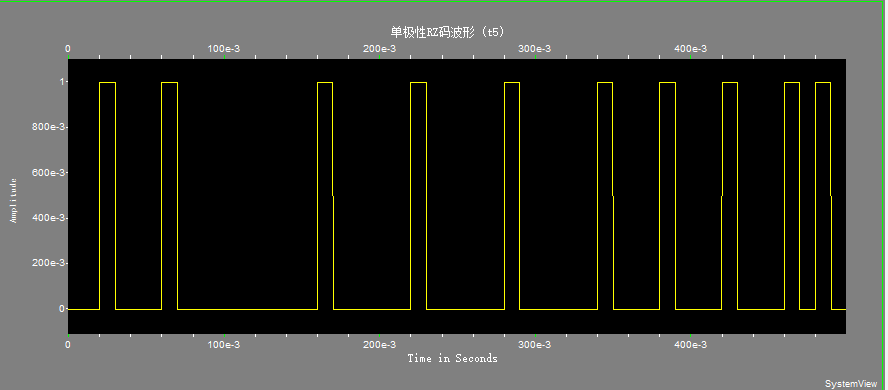 单极性RZ码波形 (t5)
0 100e-3 200e-3 300e-3 400e-3
1
800e-3
600e-3
400e-3
200e-3
0
Amplitude
0 100e-3 200e-3 300e-3 400e-3
Time in Seconds
SystemView